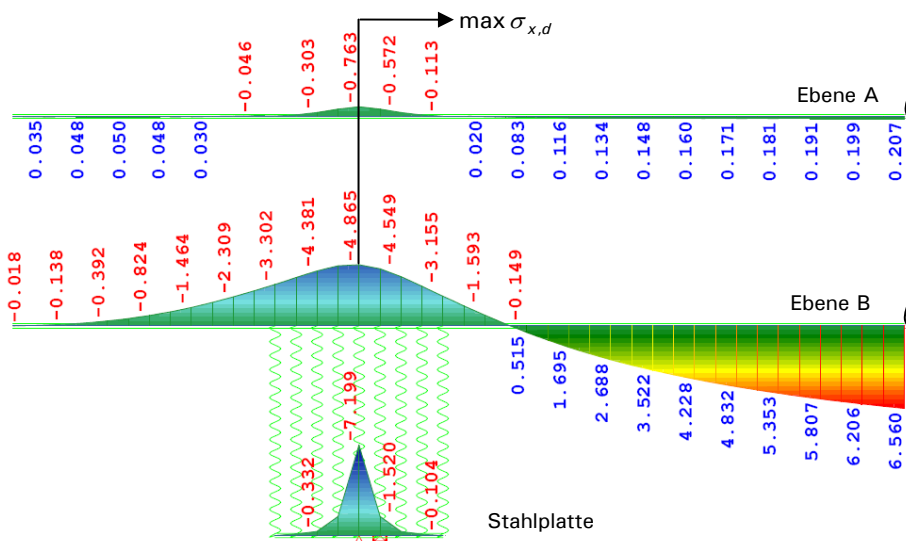 max σx,d
-0.046 -0.303 -0.763 -0.572 -0.113
Ebene A
0.035 0.048 0.050 0.048 0.030 0.020 0.083 0.116 0.134 0.148 0.160 0.171 0.181 0.191 0.199 0.207
-0.018 -0.138 -0.392 -0.824 -1.464 -2.309 -3.302 -4.381 -4.865 -4.549 -3.155 -1.593 -0.149
Ebene B
0.515 1.695 2.688 3.522 4.228 4.832 5.353 5.807 6.206 6.560
-0.332 -7.199 -1.520 -0.104
Stahlplatte